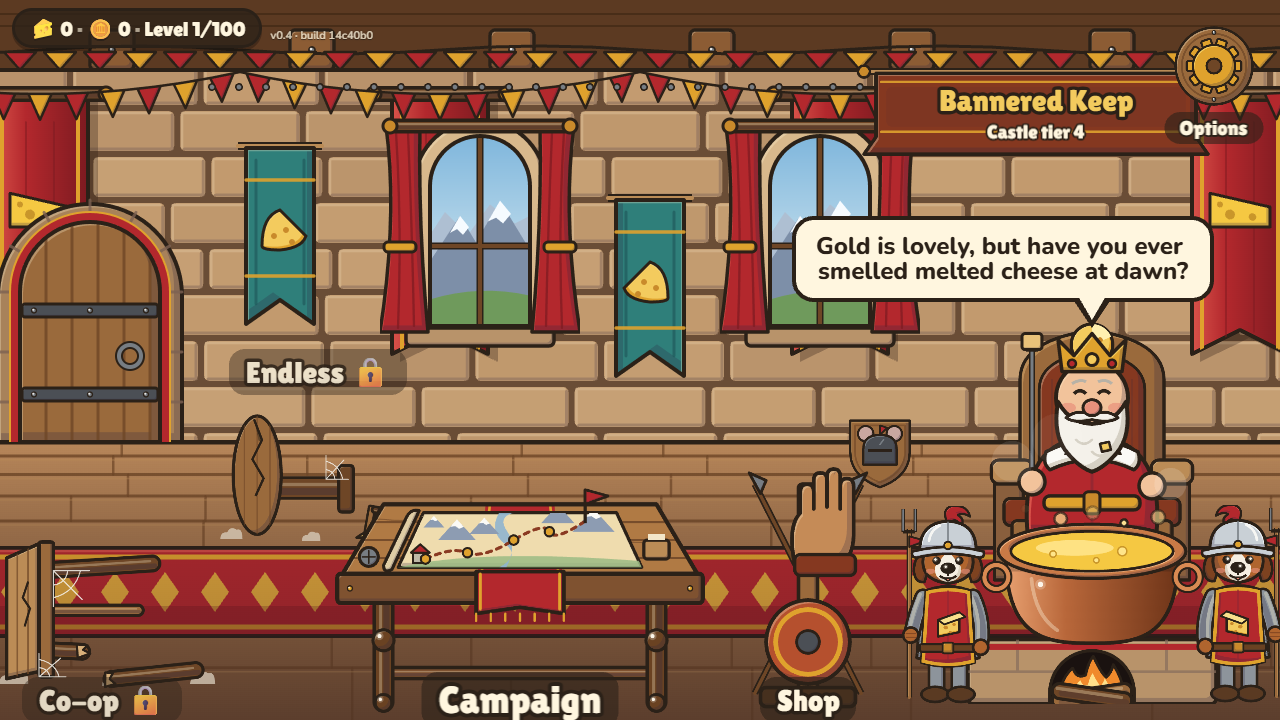 0 · 0 · Level 1/100
v0.4 · build 14c40b0
Bannered Keep
Castle tier 4
Options
Gold is lovely, but have you ever
smelled melted cheese at dawn?
Endless
Co-op
Campaign
Shop